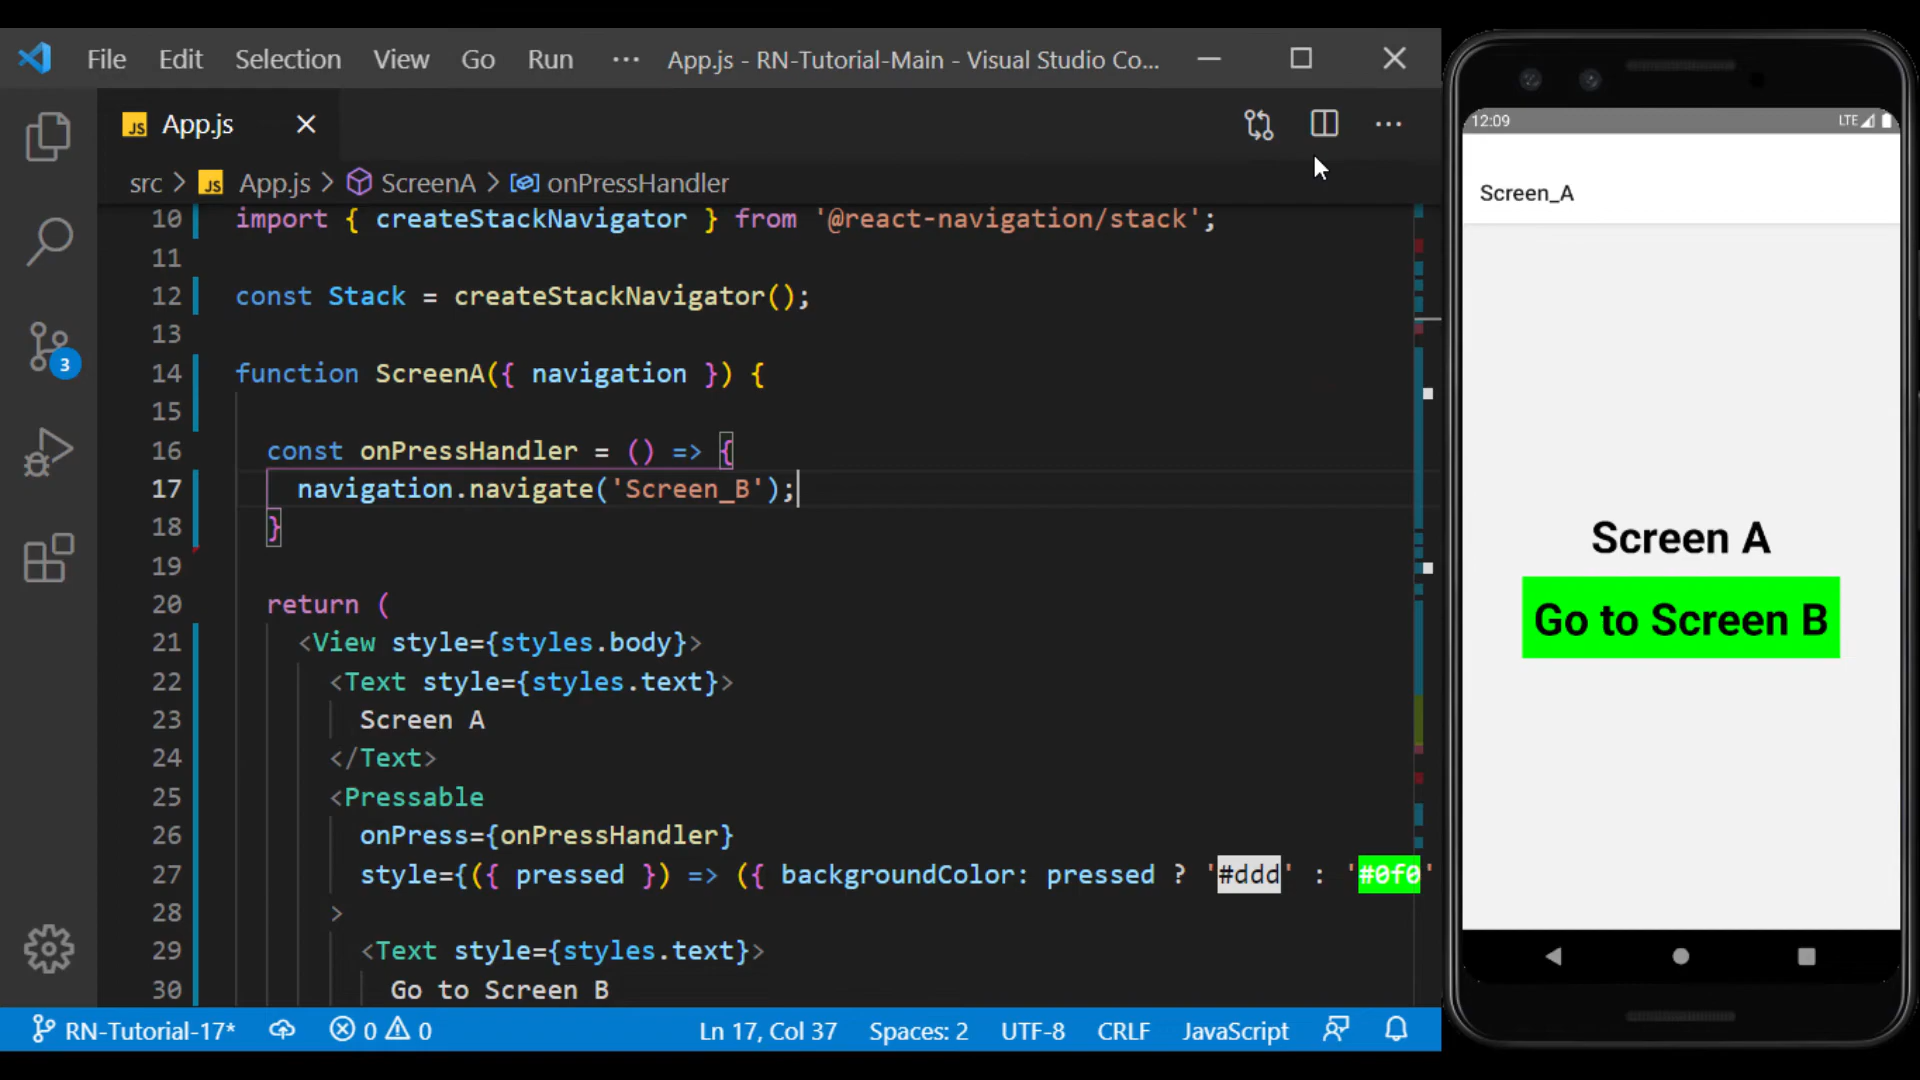 File Edit Selection View Go Run ··· App.js - RN-Tutorial-Main - Visual Studio Co...
JS App.js
src > JS App.js > ScreenA > onPressHandler
10 import { createStackNavigator } from '@react-navigation/stack';
11
12 const Stack = createStackNavigator();
13
14 function ScreenA({ navigation }) {
15
16 const onPressHandler = () => {
17 navigation.navigate('Screen_B');
18 }
19
20 return (
21 <View style={styles.body}>
22 <Text style={styles.text}>
23 Screen A
24 </Text>
25 <Pressable
26 onPress={onPressHandler}
27 style={({ pressed }) => ({ backgroundColor: pressed ? '#ddd' : '#0f0'
28 >
29 <Text style={styles.text}>
30 Go to Screen B
3
RN-Tutorial-17* 0 0 Ln 17, Col 37 Spaces: 2 UTF-8 CRLF JavaScript
12:09 LTE
Screen_A
Screen A
Go to Screen B